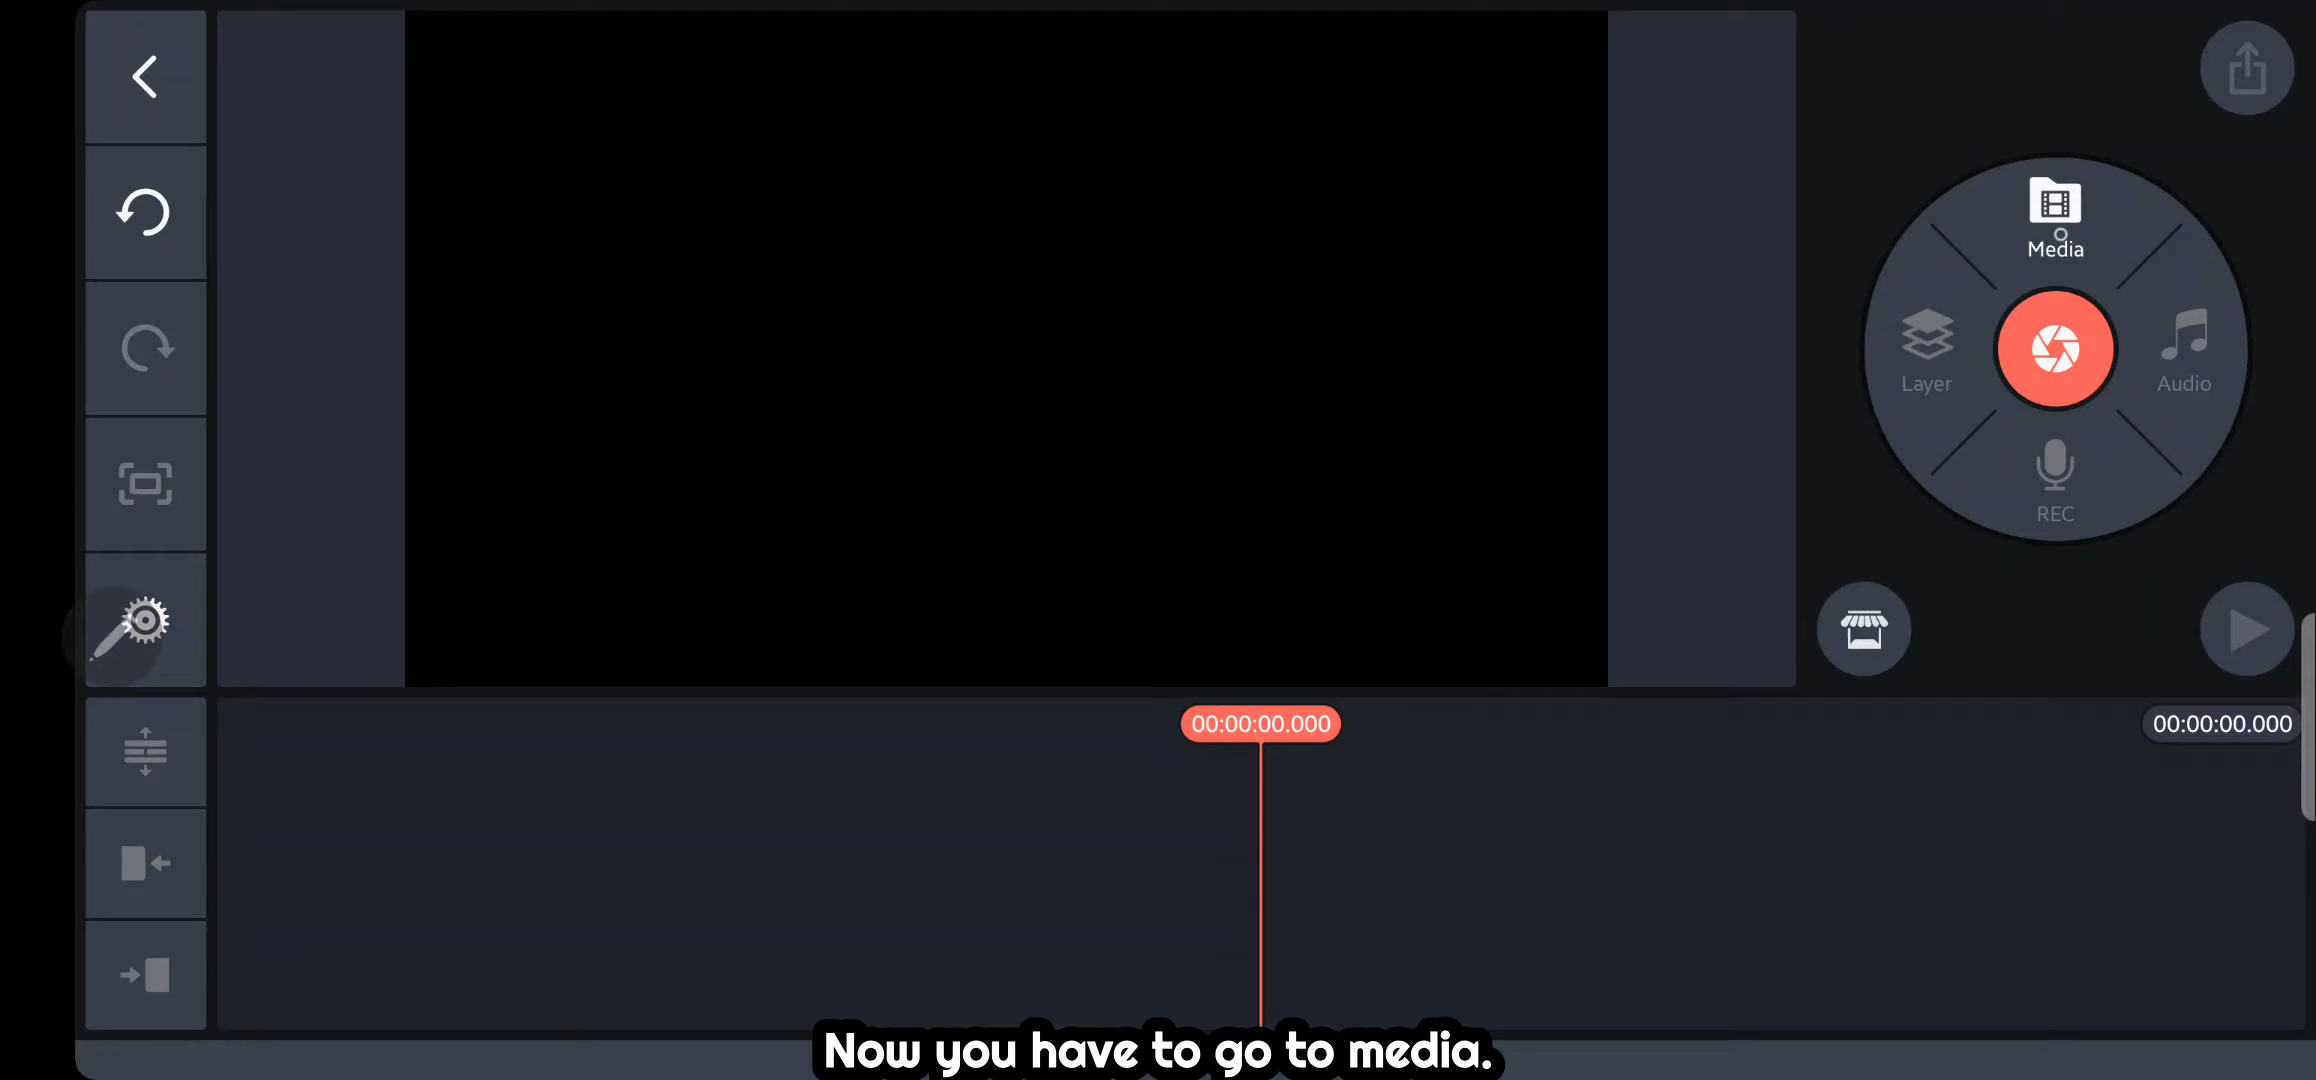 Media
Layer
Audio
REC
00:00:00.000
00:00:00.000
Now you have to go to media.